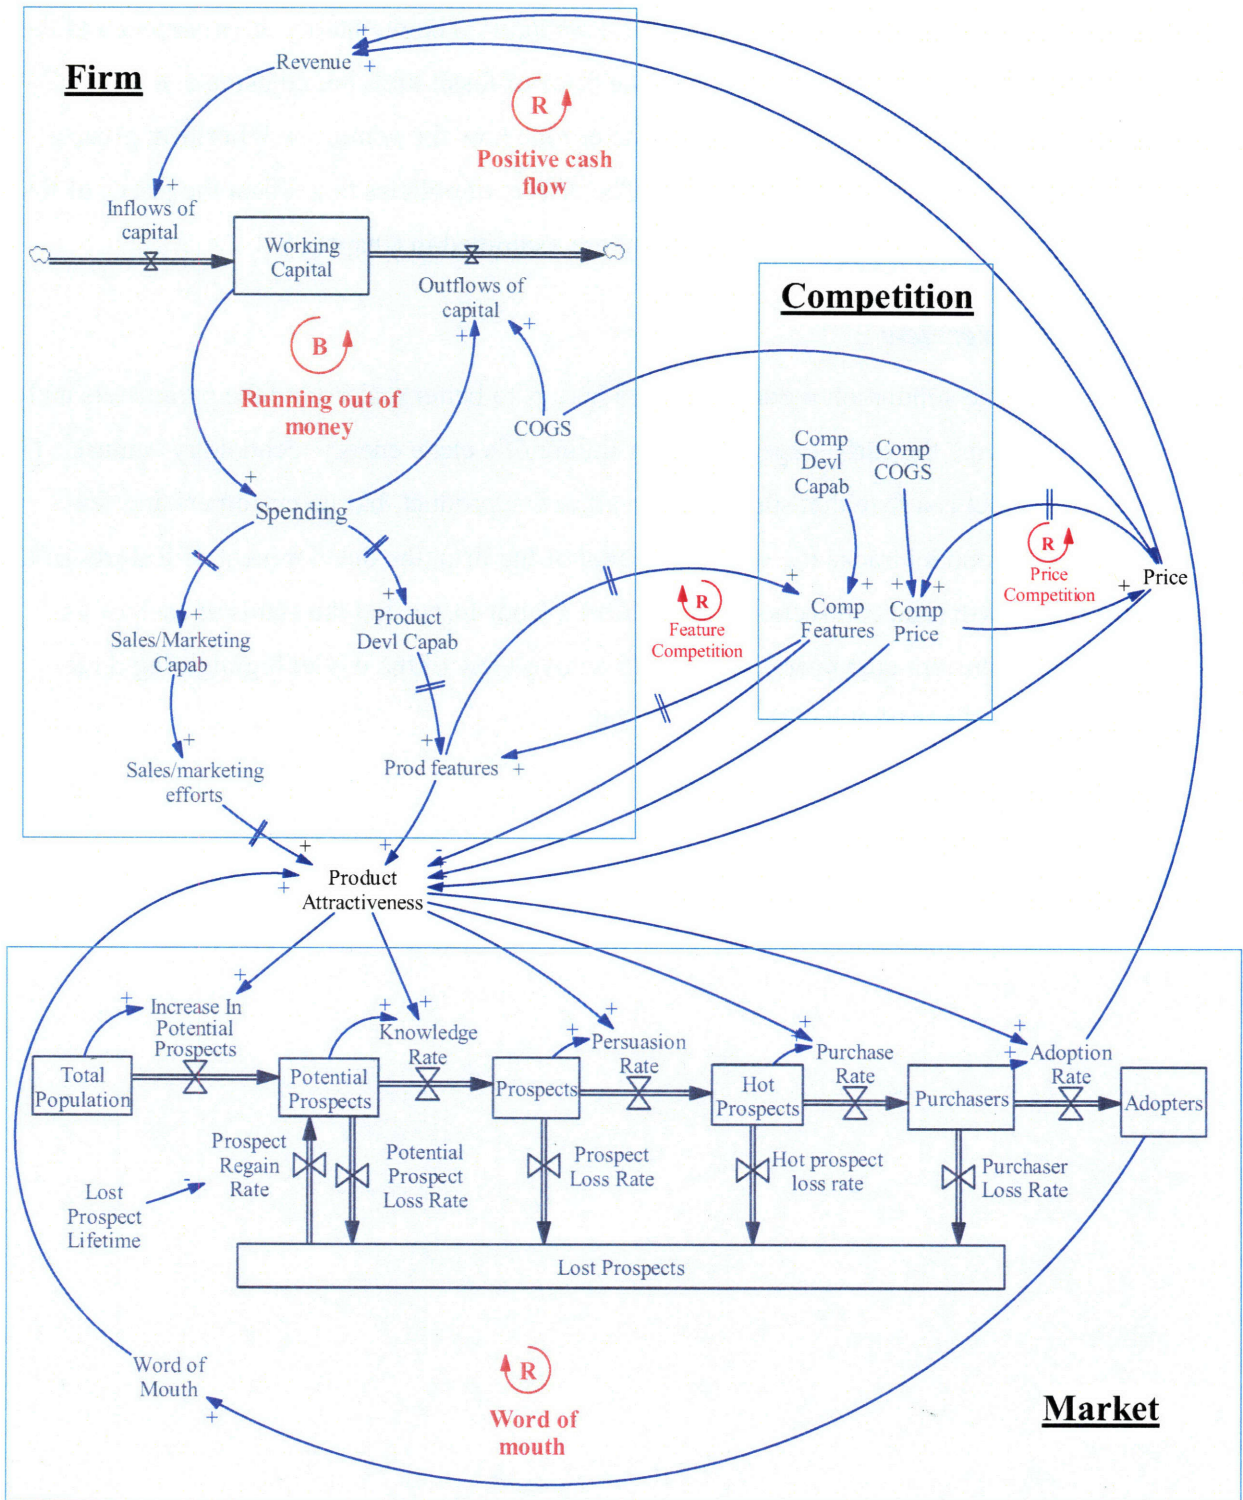 Firm
Revenue
+
+
R
Positive cash
flow
+
Inflows of
capital
Working
Capital
Outflows of
capital
+
+
B
Running out of
money
COGS
+
Spending
+
Sales/Marketing
Capab
+
Product
Devl Capab
+
Sales/marketing
efforts
+
Prod features
+
Competition
Comp
Devl
Capab
Comp
COGS
+
+
+
+
Comp
Features
Comp
Price
R
Feature
Competition
R
Price
Competition
+
Price
+
+
-
+
Product
Attractiveness
Market
+
+
Increase In
Potential
Prospects
+
+
Knowledge
Rate
+
+
Persuasion
Rate
+
+
Purchase
Rate
+
+
Adoption
Rate
Total
Population
Potential
Prospects
Prospects
Hot
Prospects
Purchasers
Adopters
Prospect
Regain
Rate
Potential
Prospect
Loss Rate
Prospect
Loss Rate
Hot prospect
loss rate
Purchaser
Loss Rate
-
Lost
Prospect
Lifetime
Lost Prospects
Word of
Mouth
+
R
Word of
mouth